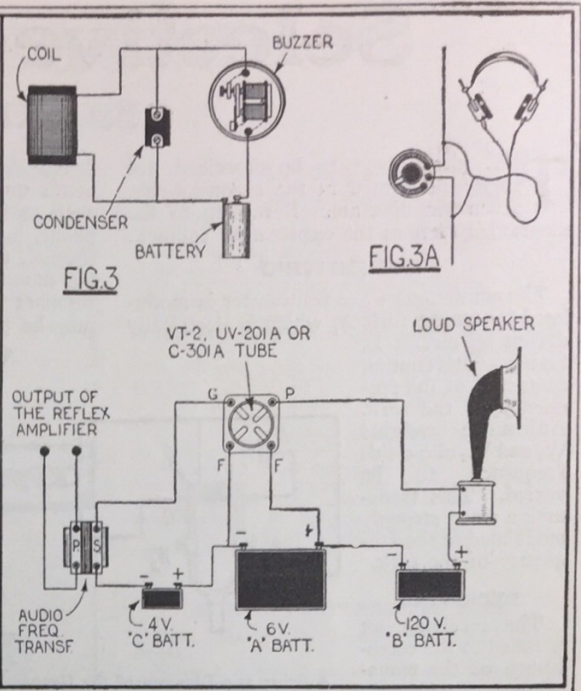 COIL
BUZZER
CONDENSER
BATTERY
FIG.3
FIG.3A
VT-2, UV-201A OR
C-301A TUBE
LOUD SPEAKER
OUTPUT OF
THE REFLEX
AMPLIFIER
G P
F F
P S
- +
- +
- +
AUDIO
FREQ.
TRANSF.
4 V.
"C" BATT.
6V.
"A" BATT.
120 V.
"B" BATT.